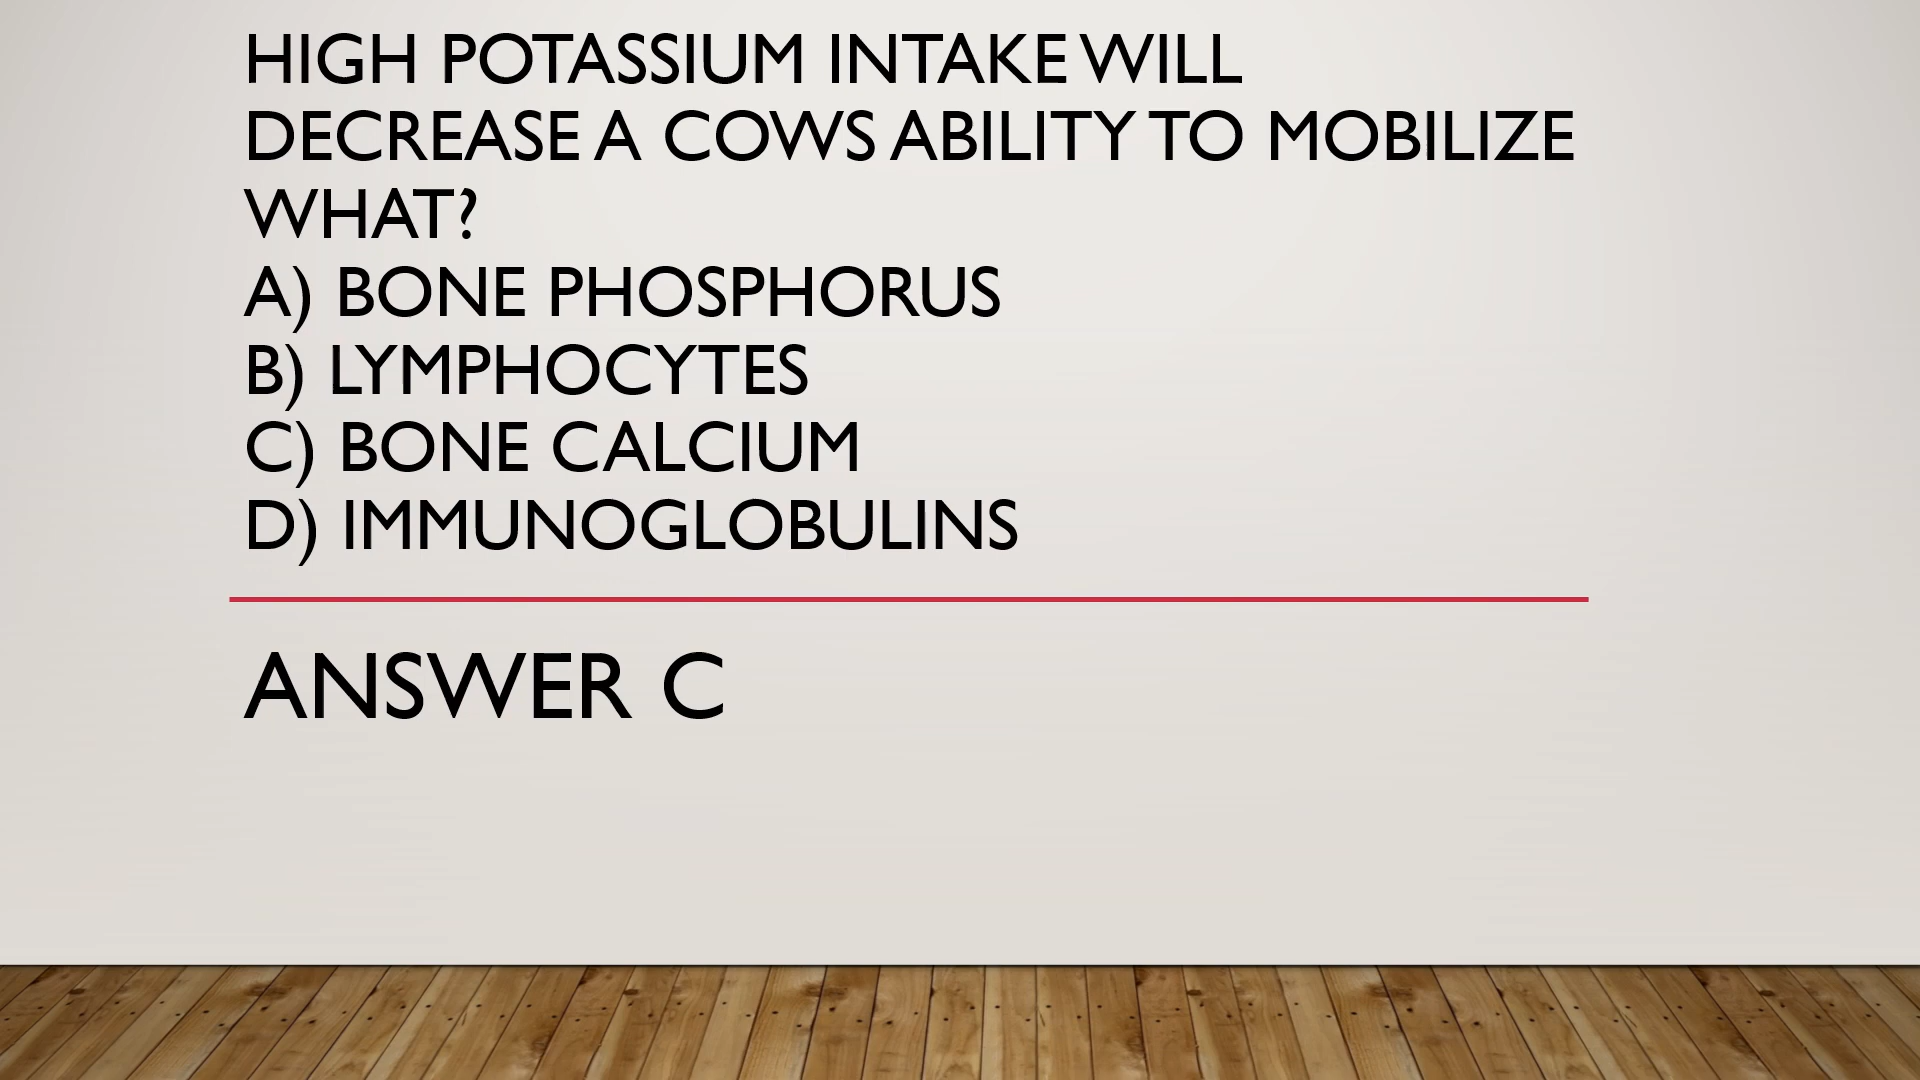 HIGH POTASSIUM INTAKE WILL
DECREASE A COWS ABILITY TO MOBILIZE
WHAT?
A) BONE PHOSPHORUS
B) LYMPHOCYTES
C) BONE CALCIUM
D) IMMUNOGLOBULINS
ANSWER C